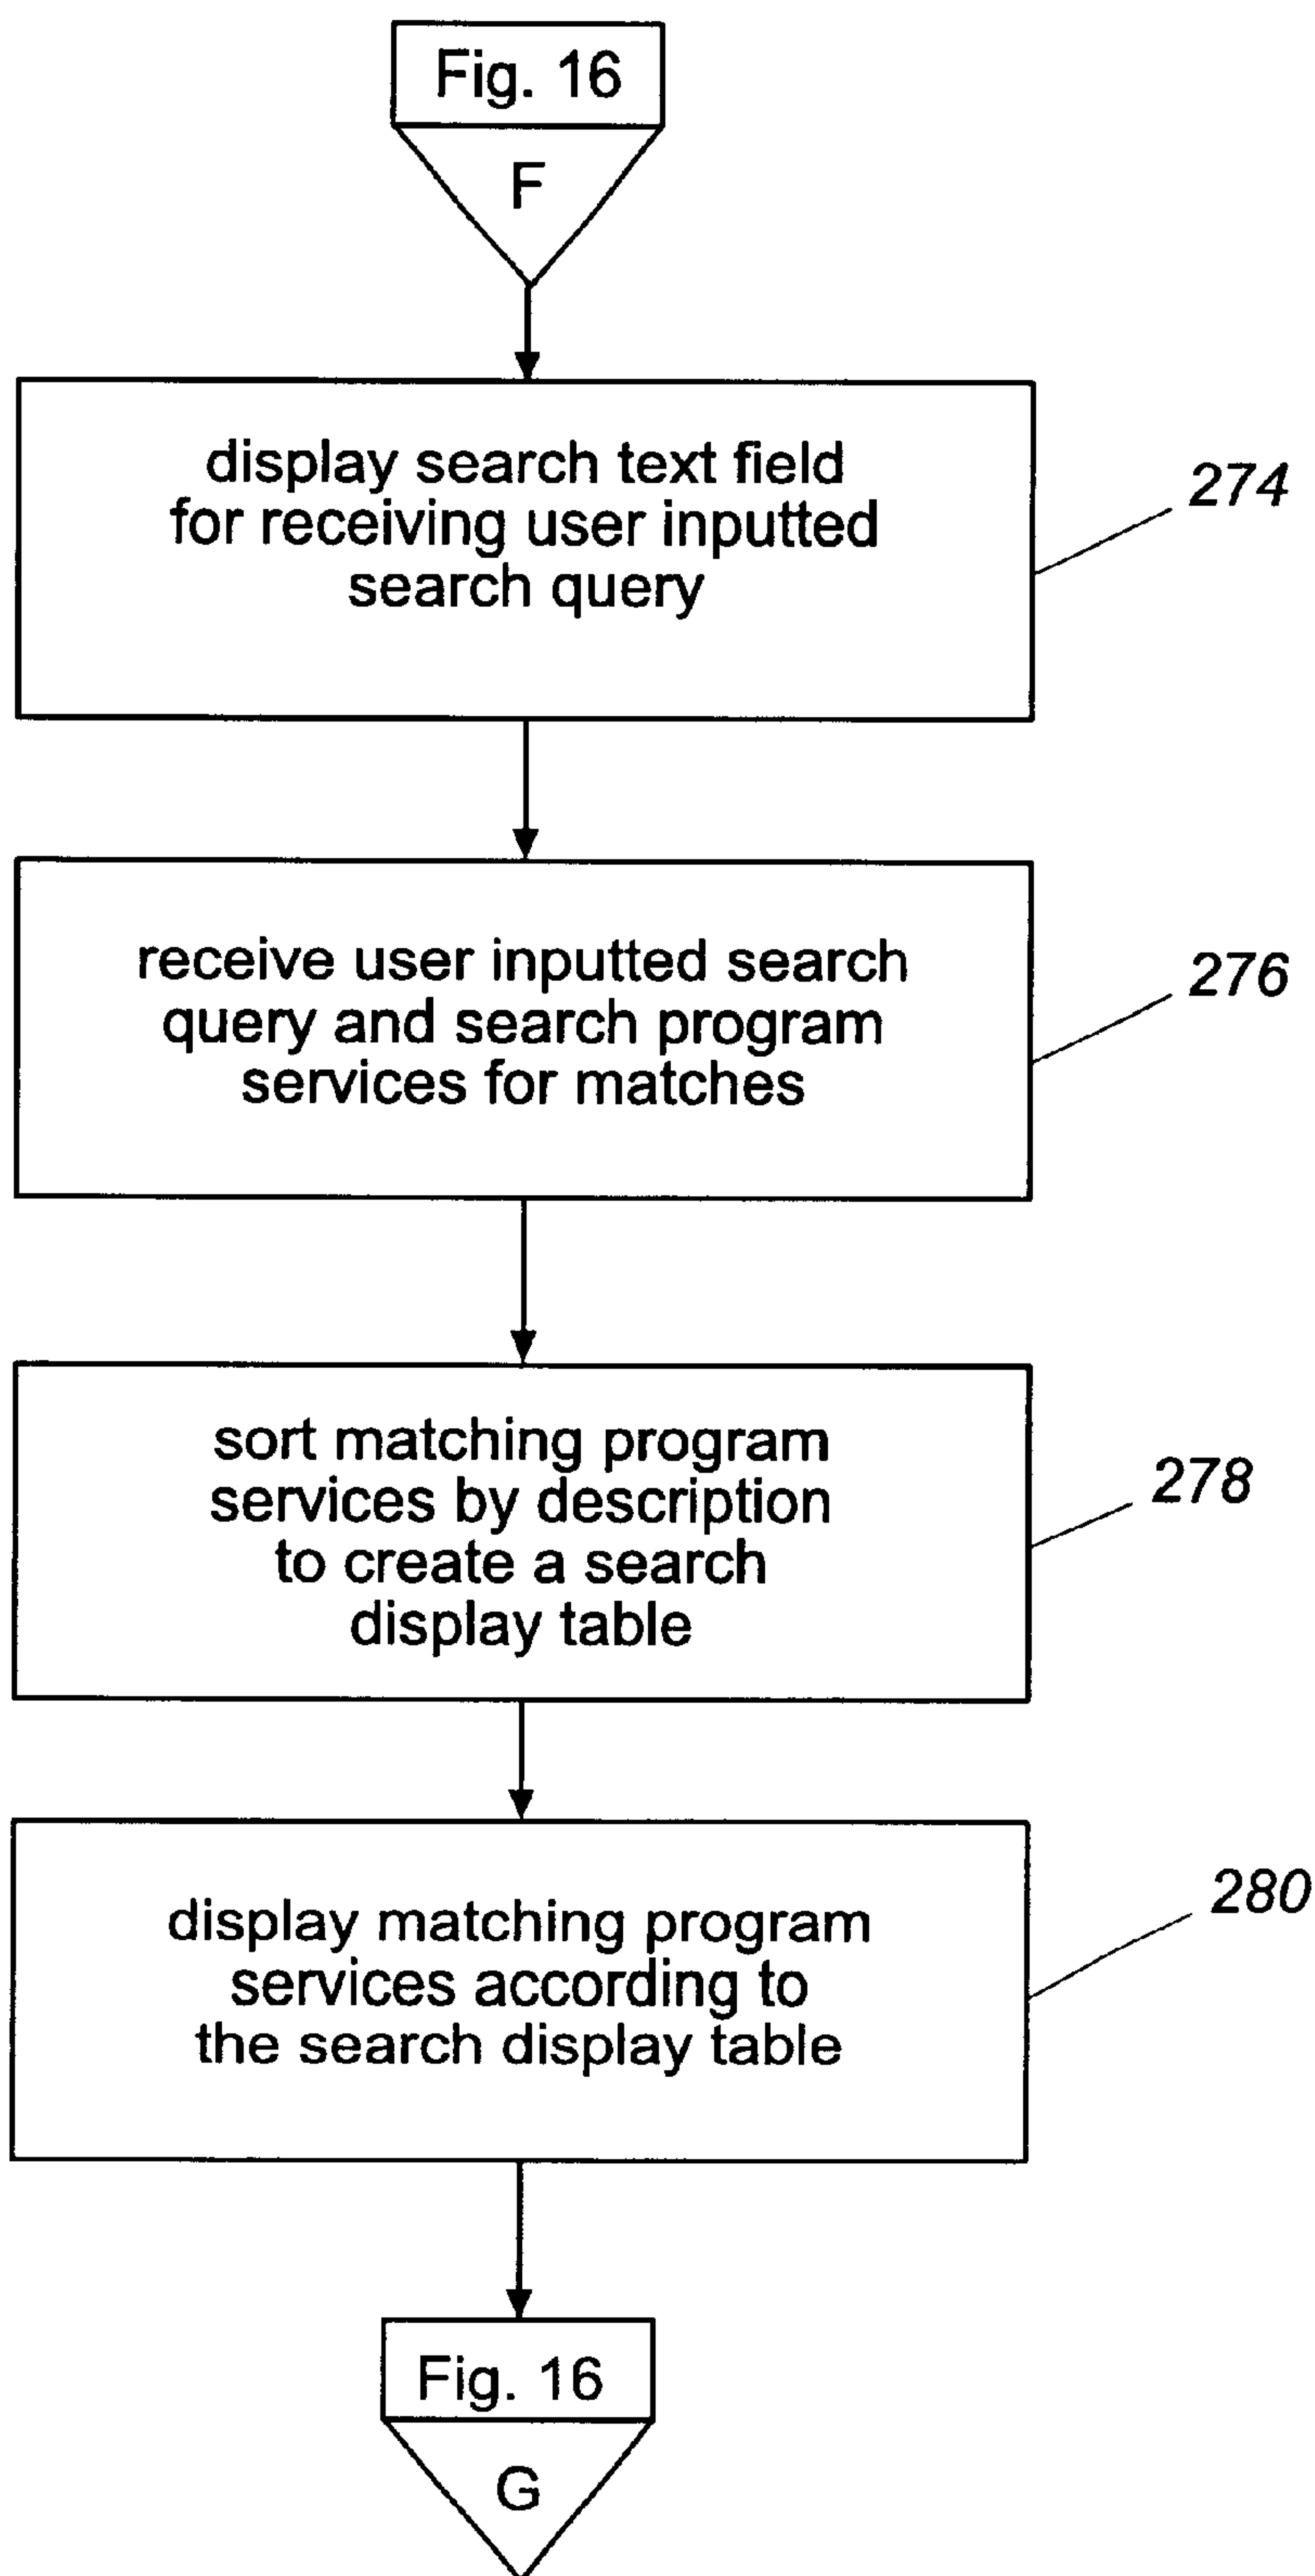 Fig. 16
F
display search text field
for receiving user inputted
search query
274
receive user inputted search
query and search program
services for matches
276
sort matching program
services by description
to create a search
display table
278
display matching program
services according to
the search display table
280
Fig. 16
G